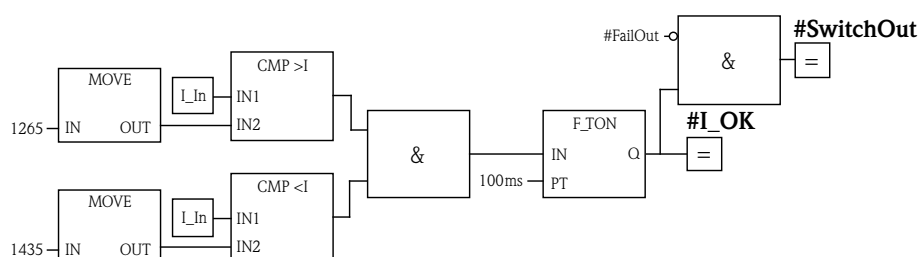 #SwitchOut
#FailOut
&
=
CMP >I
MOVE
I_In
IN1
IN2
1265
IN
OUT
#I_OK
F_TON
&
IN
Q
=
100ms
PT
CMP <I
MOVE
I_In
IN1
IN2
1435
IN
OUT